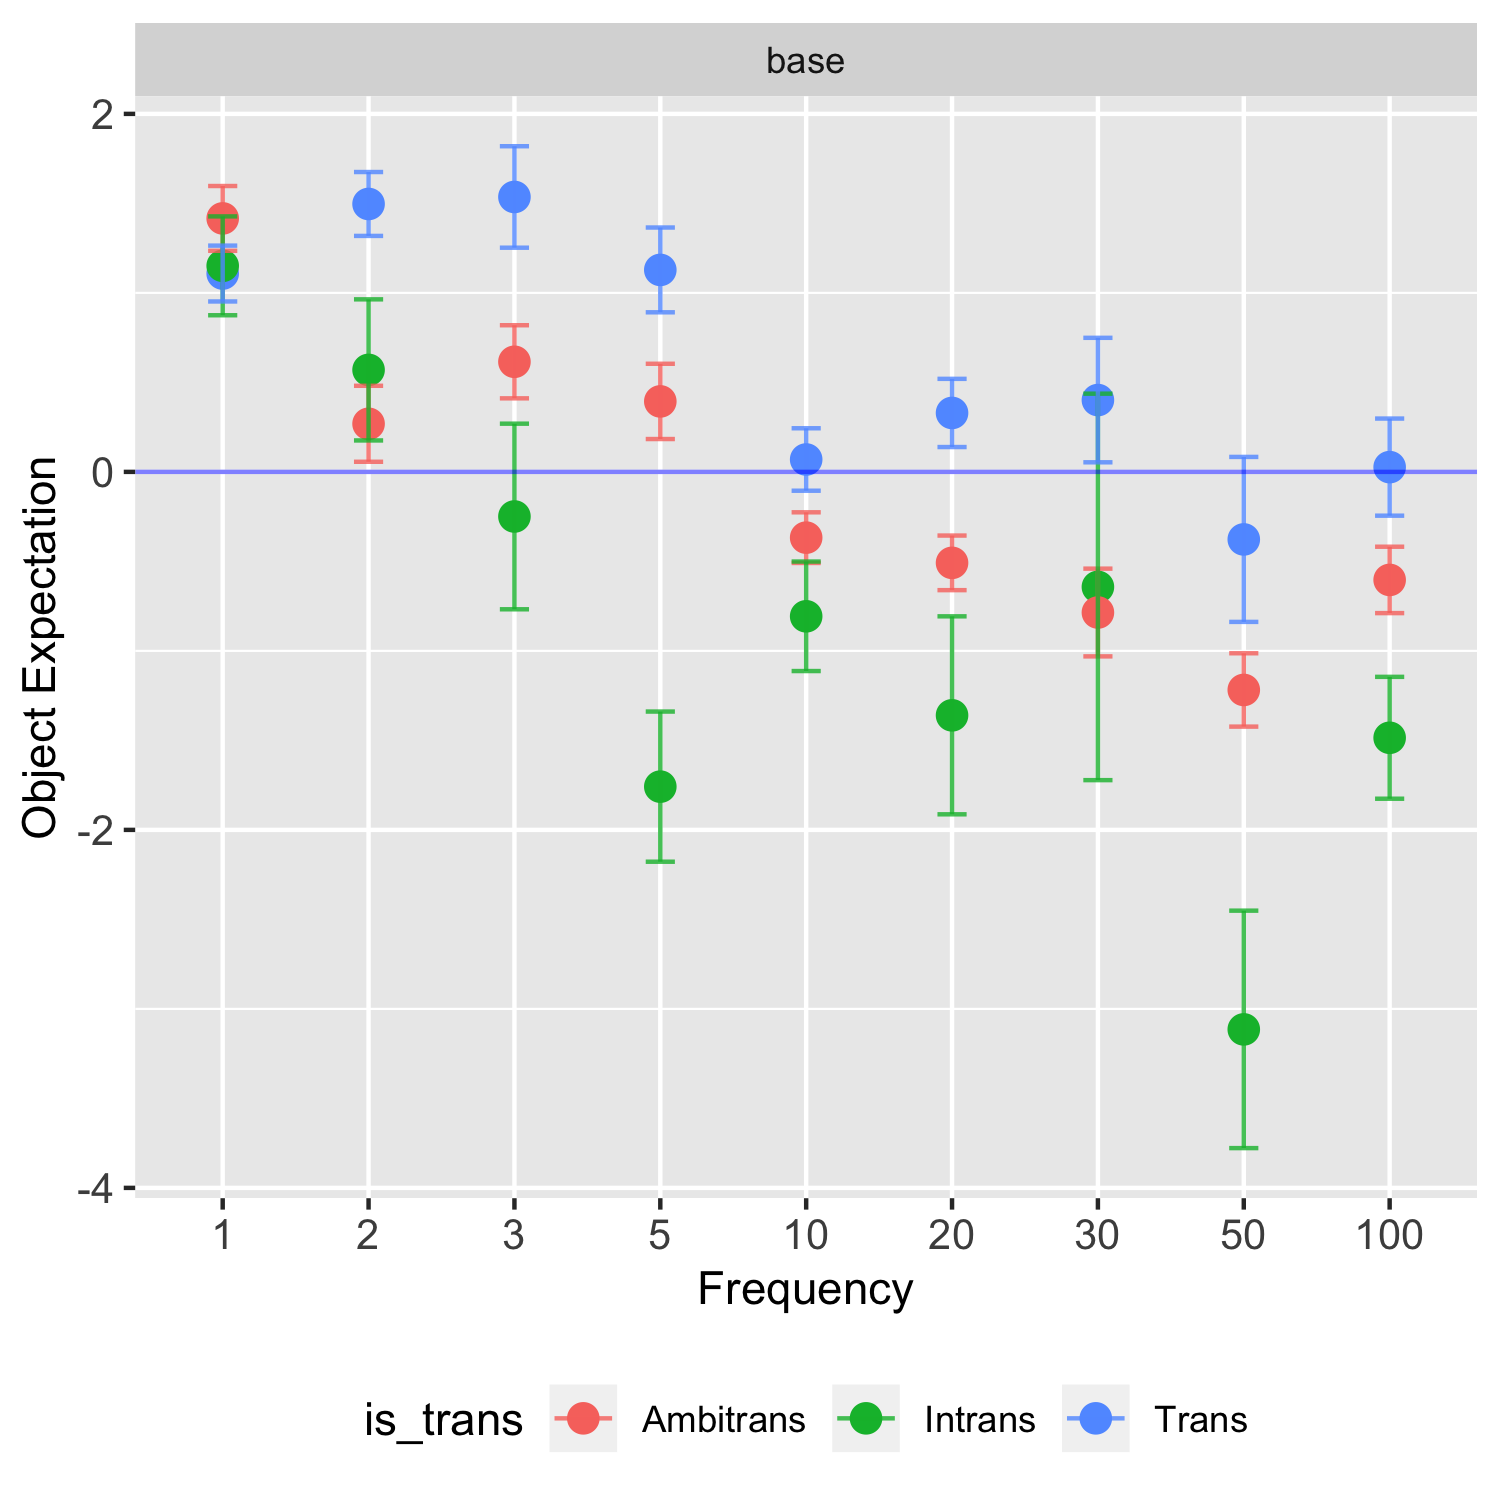 base
2
0
-2
-4
Object Expectation
1 2 3 5 10 20 30 50 100
Frequency
is_trans Ambitrans Intrans Trans